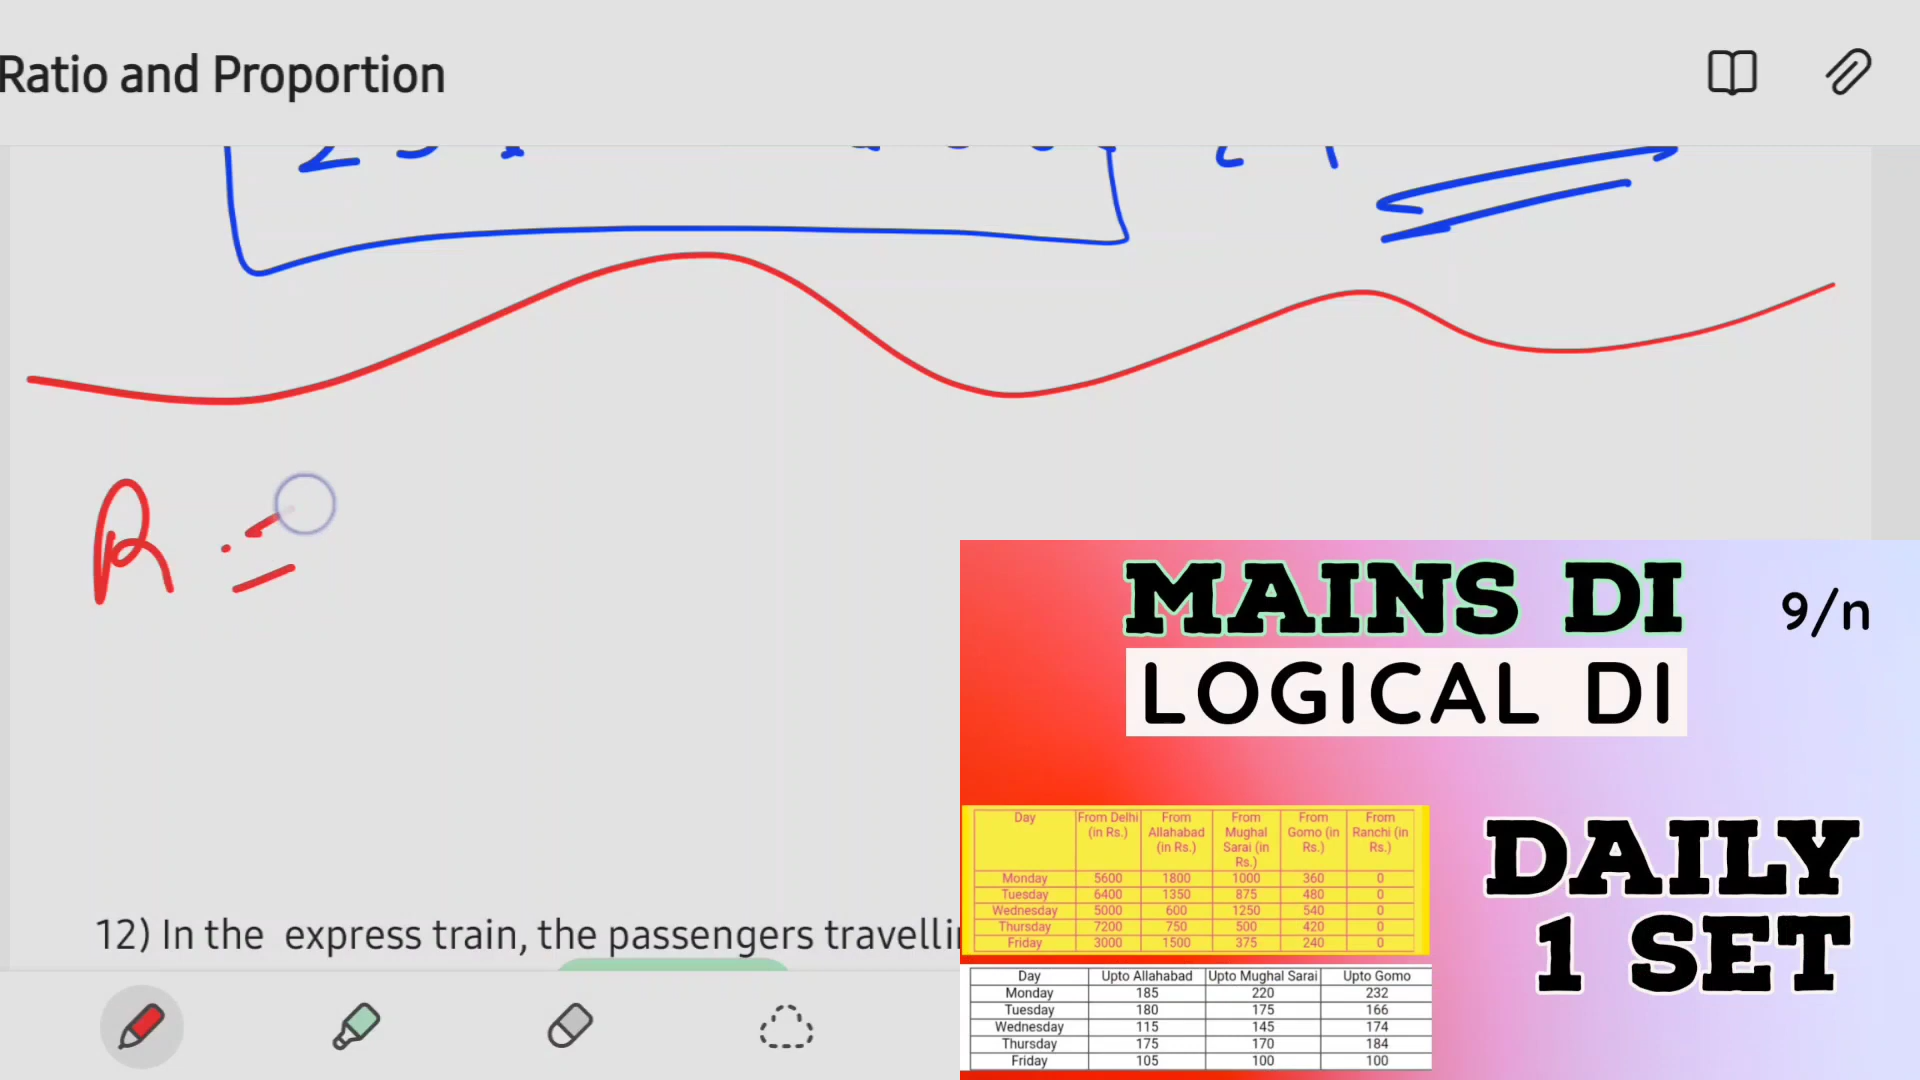 Ratio and Proportion
R =
12) In the express train, the passengers
MAINS DI
9/n
LOGICAL DI
DAILY
1 SET
Day From Delhi (in Rs.) From Allahabad (in Rs.) From Mughal Sarai (in Rs.) From Gomo (in Rs.) From Ranchi (in Rs.)
Monday 5600 1800 1000 360 0
Tuesday 6400 1350 875 480 0
Wednesday 5000 600 1250 540 0
Thursday 7200 750 500 420 0
Friday 3000 1500 375 240 0
Day Upto Allahabad Upto Mughal Sarai Upto Gomo
Monday 185 220 232
Tuesday 180 175 166
Wednesday 115 145 174
Thursday 175 170 184
Friday 105 100 100